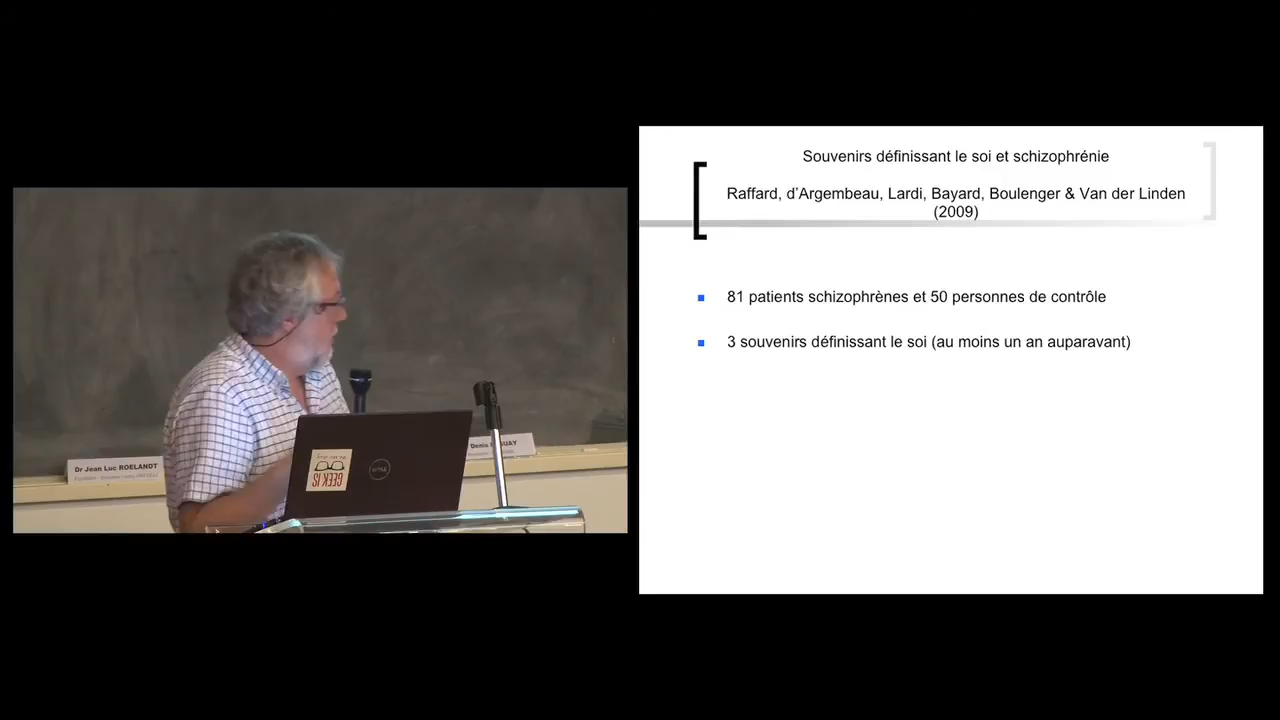 Souvenirs définissant le soi et schizophrénie
Raffard, d'Argembeau, Lardi, Bayard, Boulenger & Van der Linden
(2009)
81 patients schizophrènes et 50 personnes de contrôle
3 souvenirs définissant le soi (au moins un an auparavant)
Dr Jean Luc ROELANDT
Denis
GEEK IS
DELL